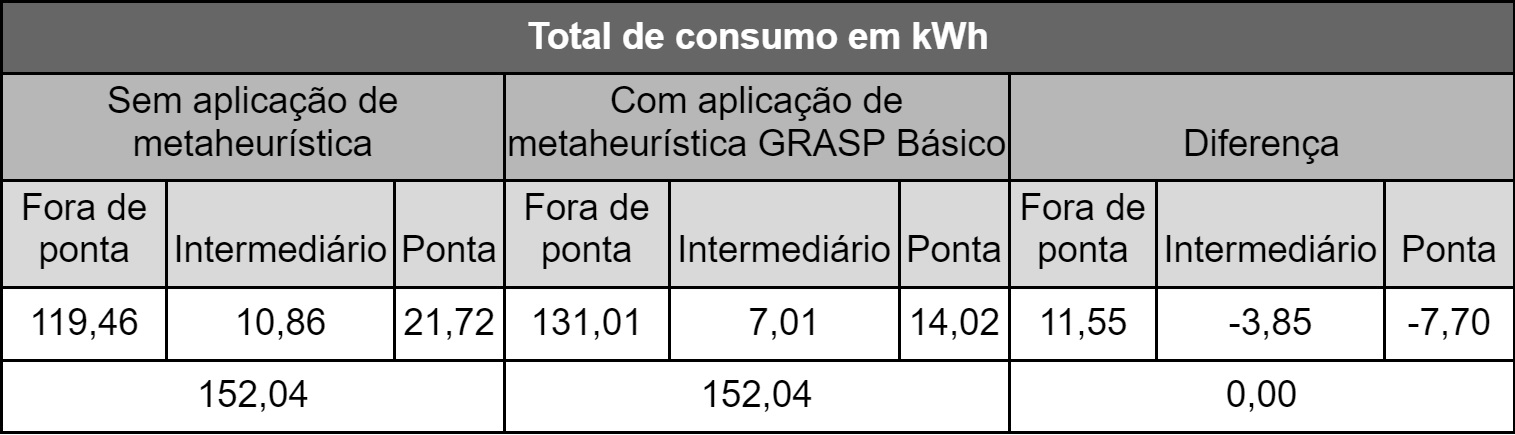 Total de consumo em kWh
Sem aplicação de
metaheurística
Com aplicação de
metaheurística GRASP Básico
Diferença
Fora de
ponta
Intermediário
Ponta
Fora de
ponta
Intermediário
Ponta
Fora de
ponta
Intermediário
Ponta
119,46
10,86
21,72
131,01
7,01
14,02
11,55
-3,85
-7,70
152,04
152,04
0,00